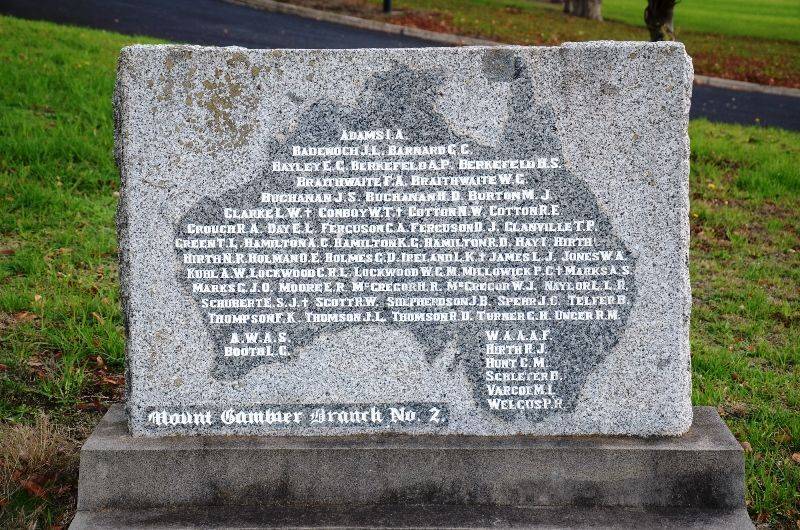 ADAMS I.A.
BADENOCH J.L. BARNARD C.C.
BAYLEY E.C. BERKEFELD A.P. BERKEFELD H.S.
BRAITHWAITE F.A. BRAITHWAITE W.G.
BUCHANAN J.S. BUCHANAN H.D. BURTON M.J.
CLARKE L.W.† CONBOY W.T.† COTTON H.W. COTTON R.E.
CROUCH R.A. DAY E.L. FERGUSON C.A. FERGUSON D.J. GLANVILLE T.P.
GREEN T.L. HAMILTON A.G. HAMILTON K.G. HAMILTON R.D. HAY I. HIRTH
HIRTH N.R. HOLMAN O.E. HOLMES C.D. IRELAND L.K.† JAMES L.J. JONES W.A.
KUHL A.W. LOCKWOOD C.R.L. LOCKWOOD W.G.M. MILLOWICK P.C.† MARKS A.S.
MARKS C.J.O. MOORE E.R. McGREGOR H.R. McGREGOR W.J. NAYLOR L.L.D.
SCHUBERT E.S.J.† SCOTT R.W. SHEPHERDSON J.B. SPEHR J.C. TELFER B.
THOMPSON F.K. THOMSON J.L. THOMSON R.D. TURNER C.H. UNGER R.M.
A.W.A.S.
BOOTH L.G.
W.A.A.A.F.
HIRTH R.J.
HUNT C.M.
SCHLETER D.
VARCOE M.I.
WELGUS P.R.
Mount Gambier Branch No. 2.